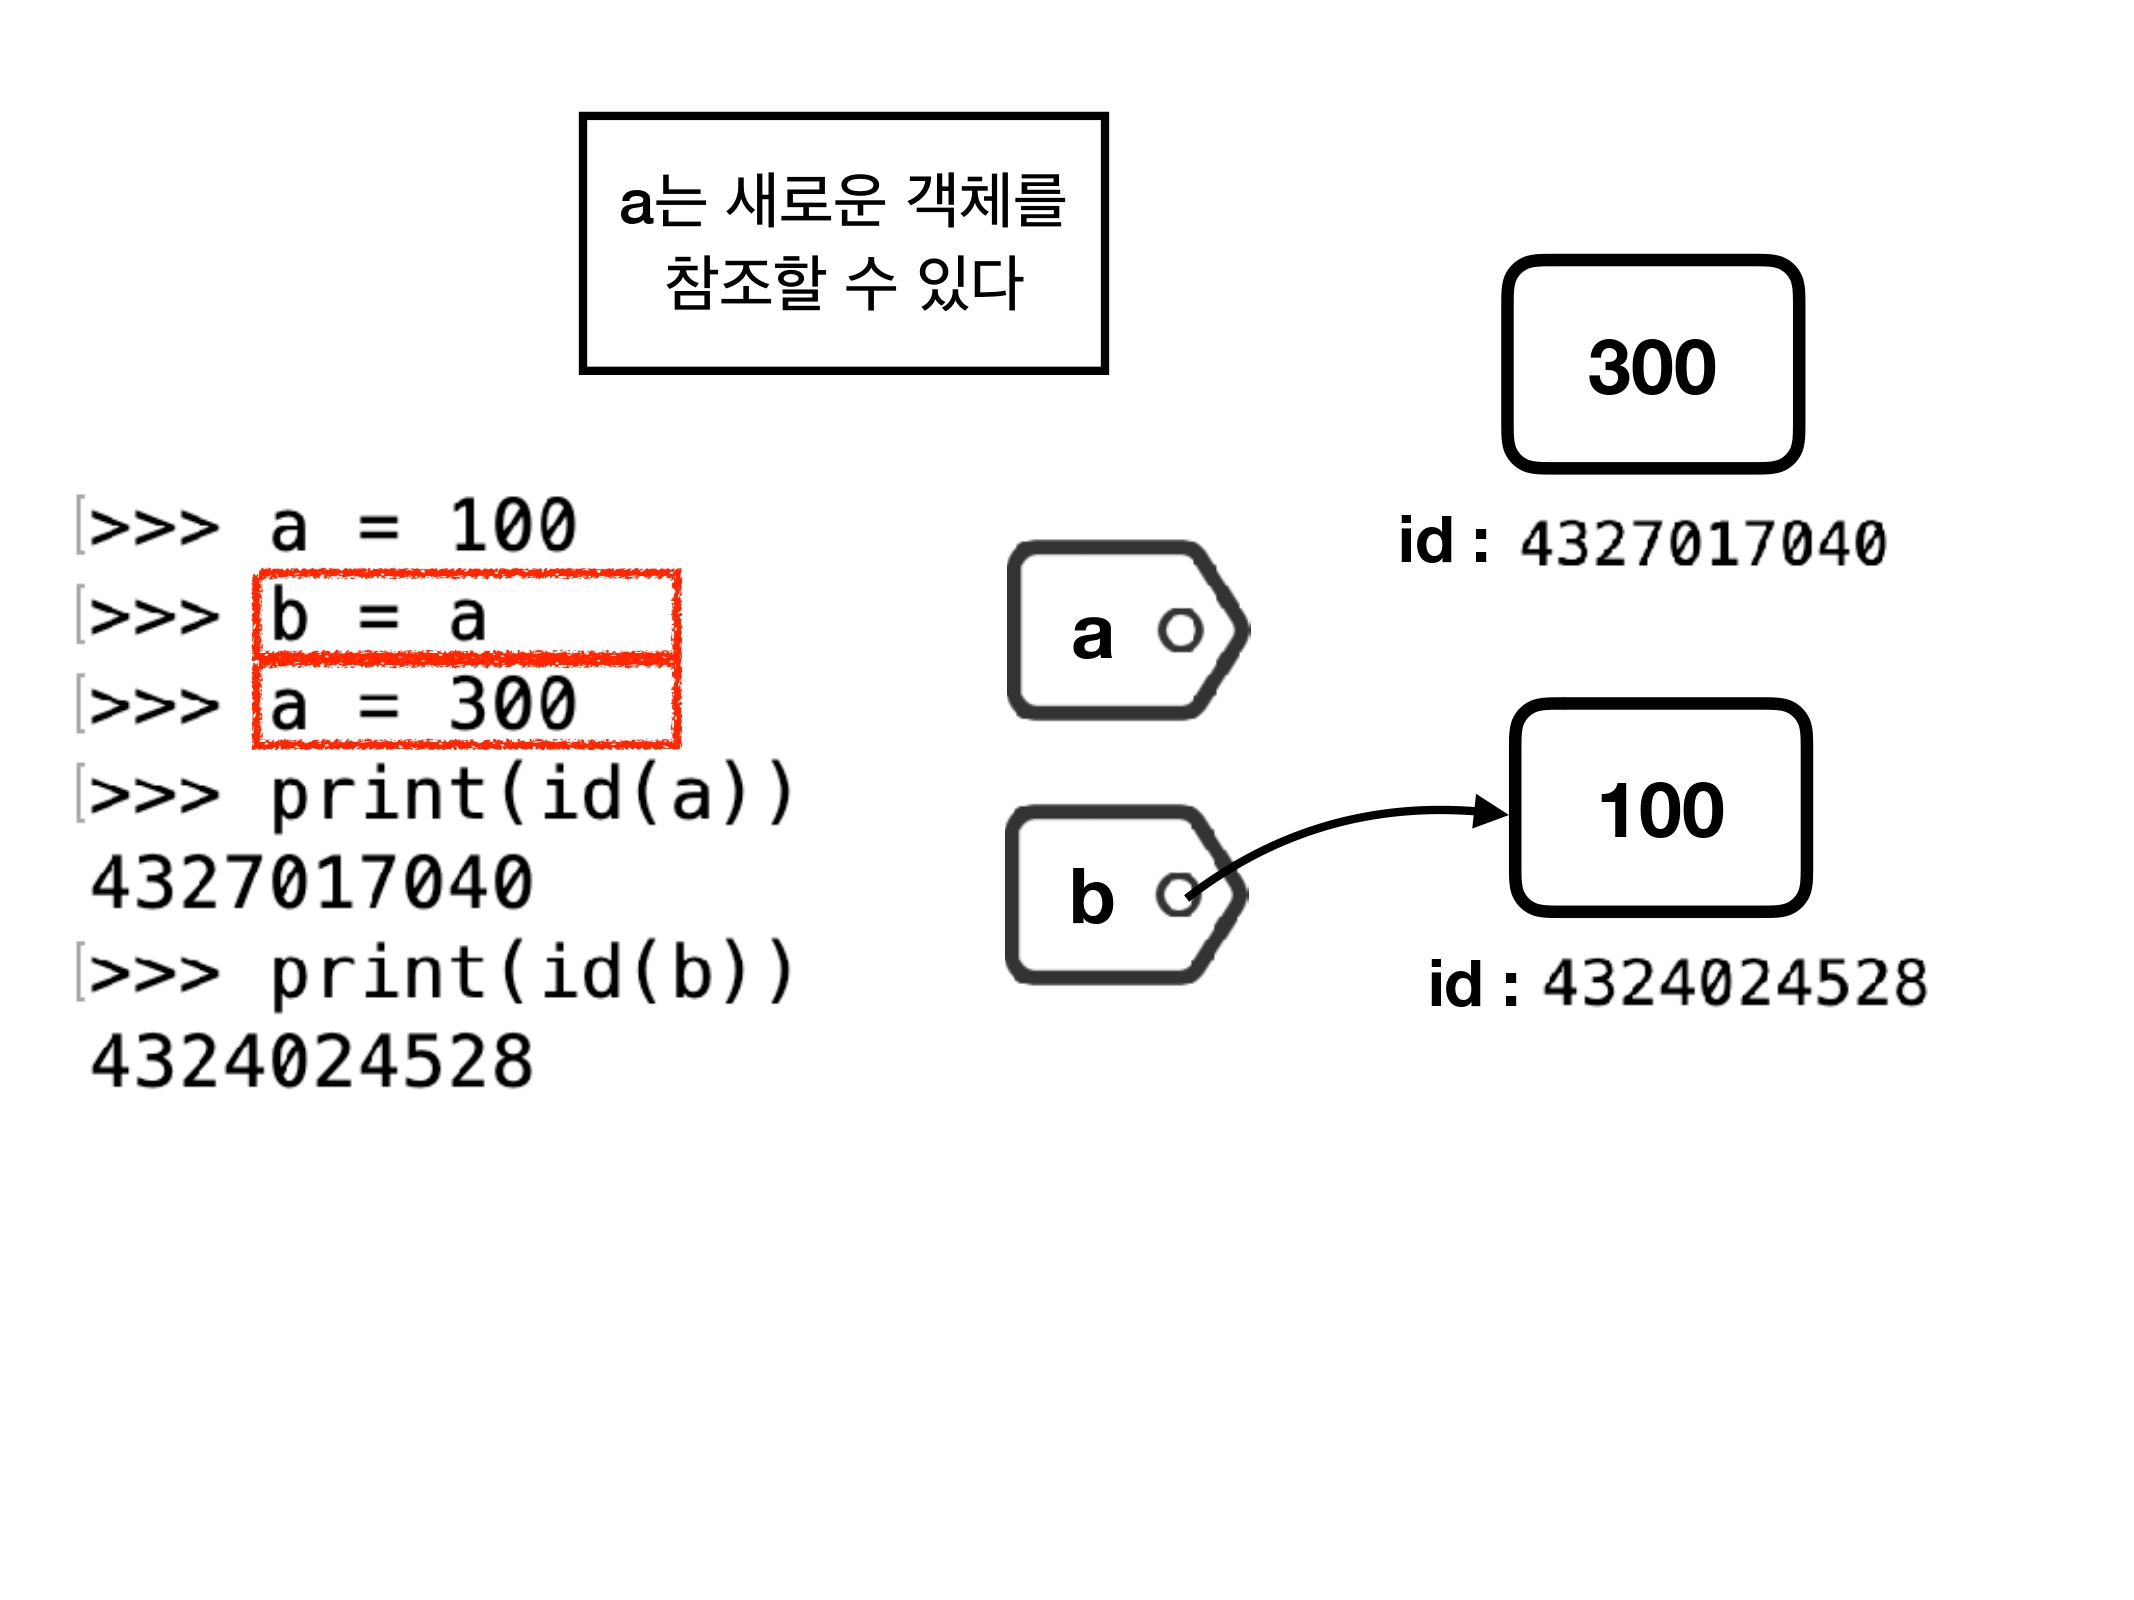 a는 새로운 객체를
참조할 수 있다
>>> a = 100
>>> b = a
>>> a = 300
>>> print(id(a))
4327017040
>>> print(id(b))
4324024528
a
b
300
id : 4327017040
100
id : 4324024528